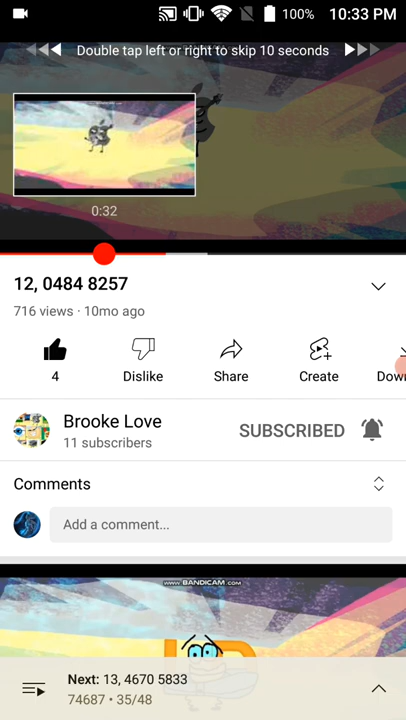 100% 10:33 PM
Double tap left or right to skip 10 seconds
0:32
12, 0484 8257
716 views · 10mo ago
4 Dislike Share Create Down
Brooke Love
11 subscribers
SUBSCRIBED
Comments
Add a comment...
WWW.BANDICAM.COM
Next: 13, 4670 5833
74687 • 35/48